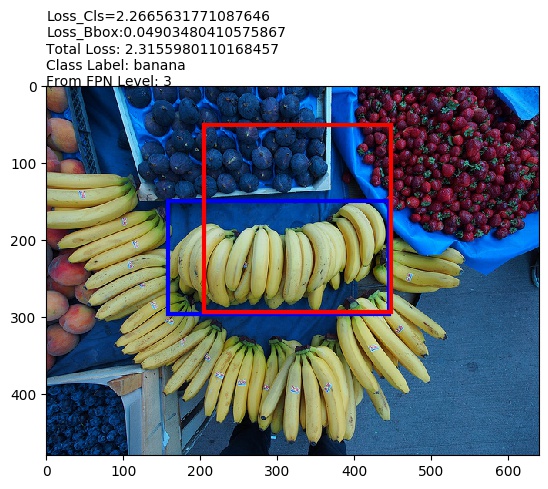 Loss_Cls=2.2665631771087646
Loss_Bbox:0.04903480410575867
Total Loss: 2.3155980110168457
Class Label: banana
From FPN Level: 3
0
100
200
300
400
0 100 200 300 400 500 600